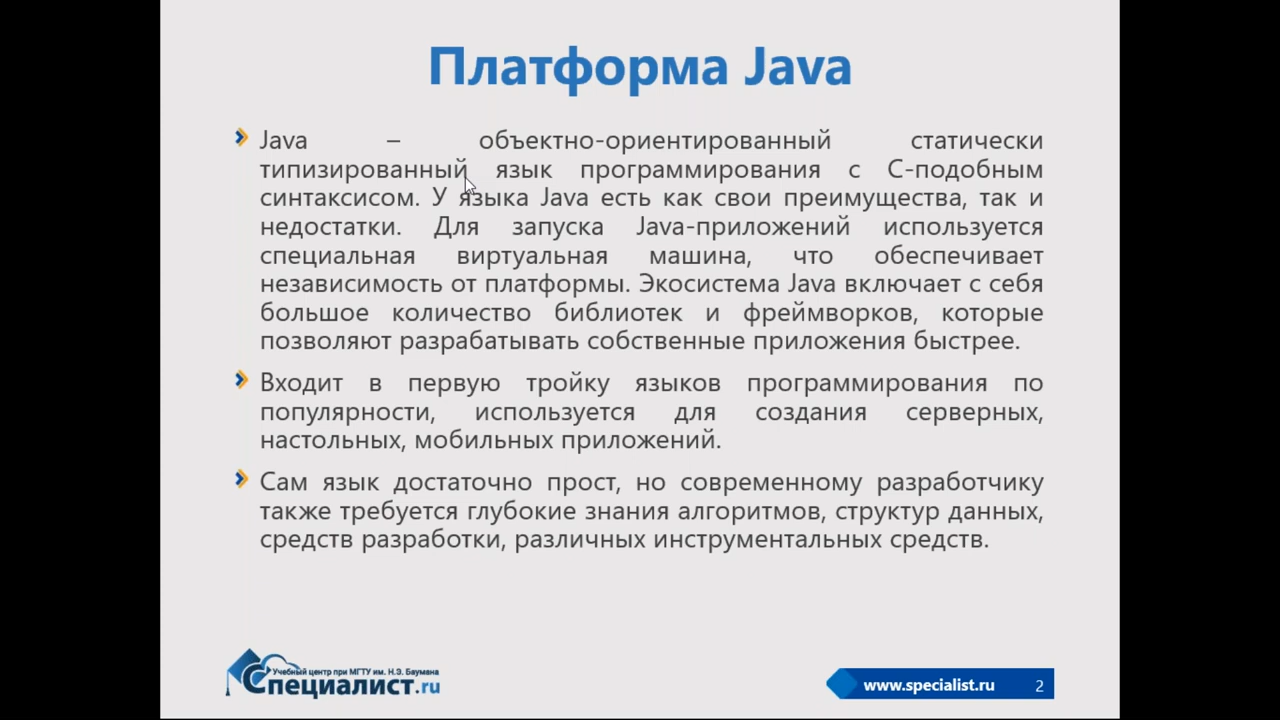 Платформа Java
Java – объектно-ориентированный статически
типизированный язык программирования с С-подобным
синтаксисом. У языка Java есть как свои преимущества, так и
недостатки. Для запуска Java-приложений используется
специальная виртуальная машина, что обеспечивает
независимость от платформы. Экосистема Java включает с себя
большое количество библиотек и фреймворков, которые
позволяют разрабатывать собственные приложения быстрее.
Входит в первую тройку языков программирования по
популярности, используется для создания серверных,
настольных, мобильных приложений.
Сам язык достаточно прост, но современному разработчику
также требуется глубокие знания алгоритмов, структур данных,
средств разработки, различных инструментальных средств.
Учебный центр при МГТУ им. Н.Э. Баумана
Специалист.ru
www.specialist.ru 2